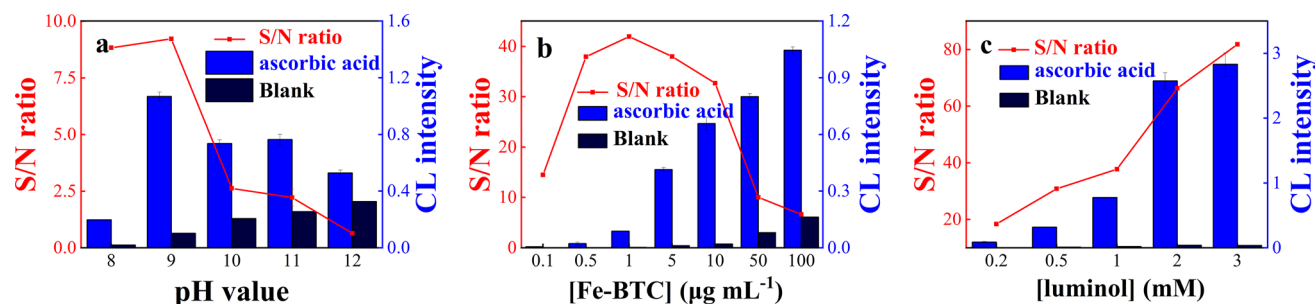 a
S/N ratio
ascorbic acid
Blank
10.0
7.5
5.0
2.5
0.0
S/N ratio
1.6
1.2
0.8
0.4
0.0
CL intensity
8 9 10 11 12
pH value
b
S/N ratio
ascorbic acid
Blank
40
30
20
10
0
S/N ratio
1.2
0.9
0.6
0.3
0.0
CL intensity
0.1 0.5 1 5 10 50 100
[Fe-BTC] (μg mL⁻¹)
c
S/N ratio
ascorbic acid
Blank
80
60
40
20
S/N ratio
3
2
1
0
CL intensity
0.2 0.5 1 2 3
[luminol] (mM)